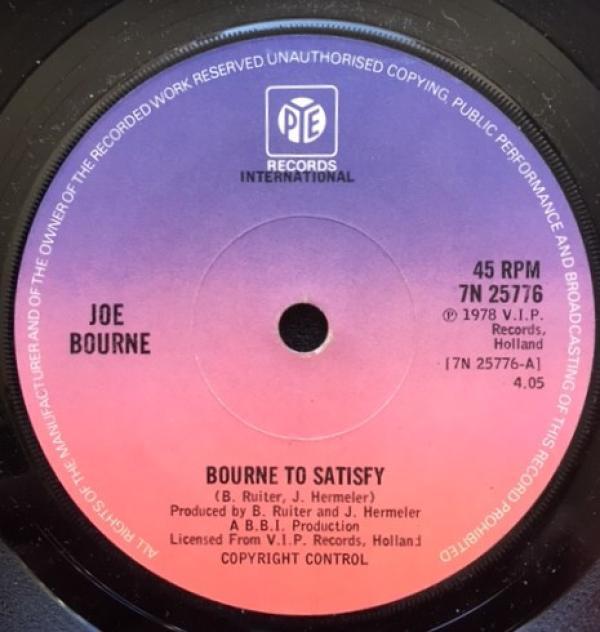 ALL RIGHTS OF THE MANUFACTURER AND OF THE OWNER OF THE RECORDED WORK RESERVED UNAUTHORISED COPYING, PUBLIC PERFORMANCE AND BROADCASTING OF THIS RECORD PROHIBITED
PYE
RECORDS
INTERNATIONAL
JOE
BOURNE
45 RPM
7N 25776
℗ 1978 V.I.P.
Records,
Holland
[7N 25776-A]
4.05
BOURNE TO SATISFY
(B. Ruiter, J. Hermeler)
Produced by B. Ruiter and J. Hermeler
A B.B.I. Production
Licensed From V.I.P. Records, Holland
COPYRIGHT CONTROL